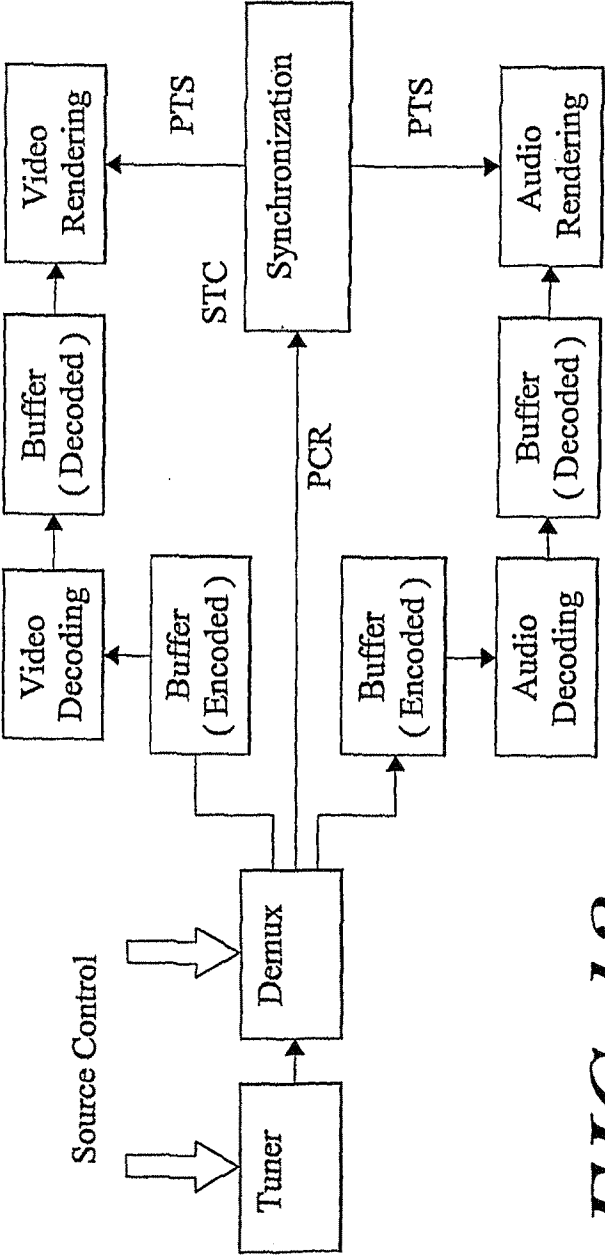 Source Control
Tuner
Demux
Buffer
( Encoded )
Video
Decoding
Buffer
( Decoded )
Video
Rendering
PTS
STC
PCR
Synchronization
PTS
Buffer
( Encoded )
Audio
Decoding
Buffer
( Decoded )
Audio
Rendering